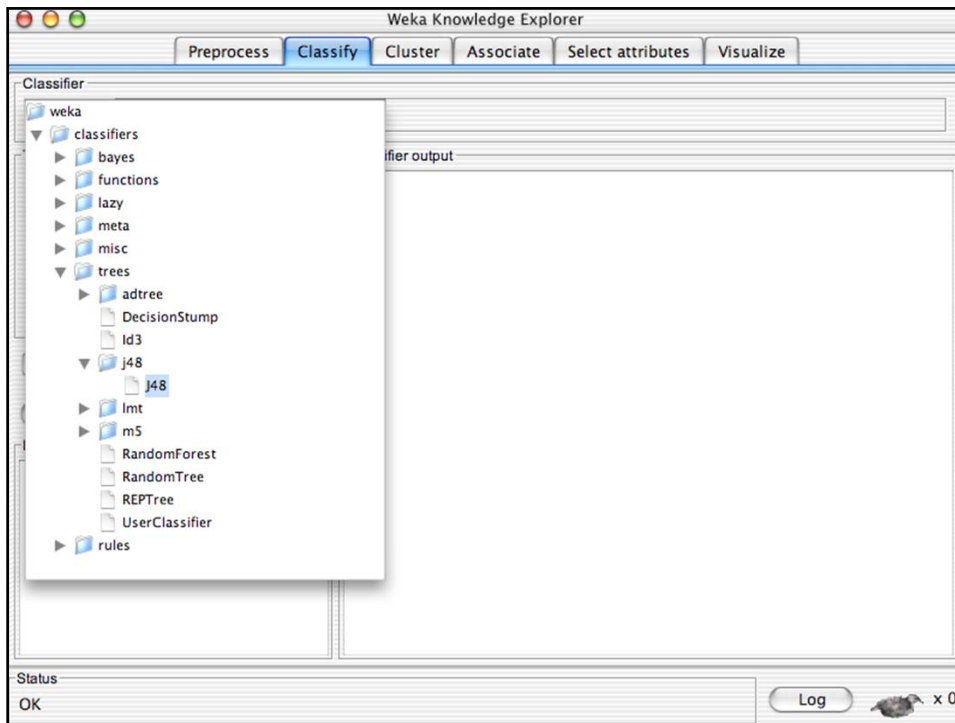 Weka Knowledge Explorer
Preprocess Classify Cluster Associate Select attributes Visualize
Classifier
weka
classifiers
bayes
ifier output
functions
lazy
meta
misc
trees
adtree
DecisionStump
Id3
j48
J48
lmt
m5
RandomForest
RandomTree
REPTree
UserClassifier
rules
Status
OK
Log
x 0